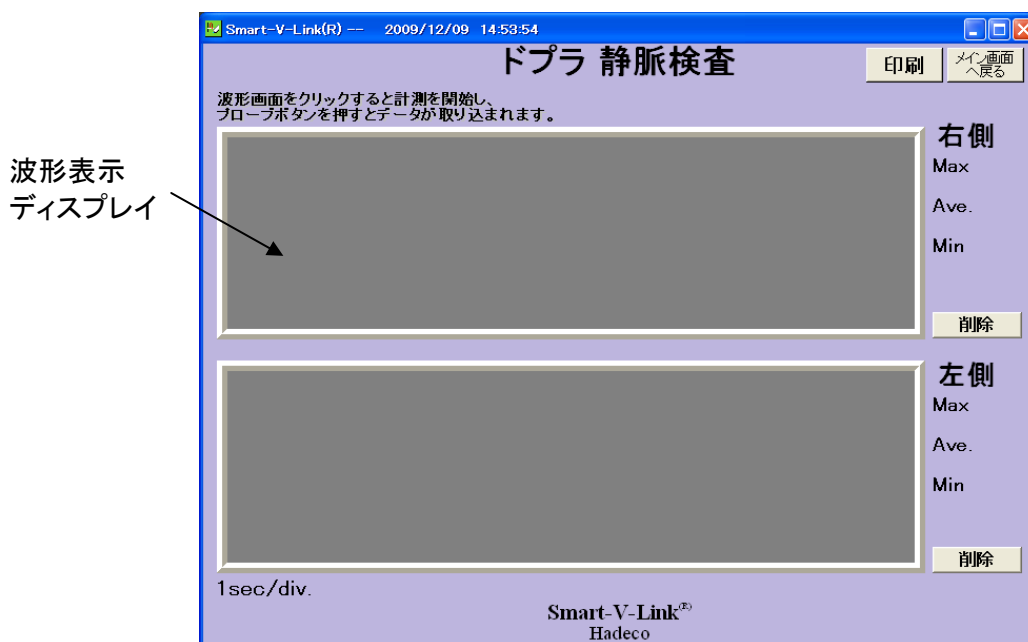 Smart-V-Link(R) -- 2009/12/09 14:53:54
ドプラ 静脈検査
印刷
メイン画面
へ戻る
波形画面をクリックすると計測を開始し、
プローブボタンを押すとデータが取り込まれます。
波形表示
ディスプレイ
右側
Max
Ave.
Min
削除
左側
Max
Ave.
Min
削除
1sec/div.
Smart-V-Link(R)
Hadeco